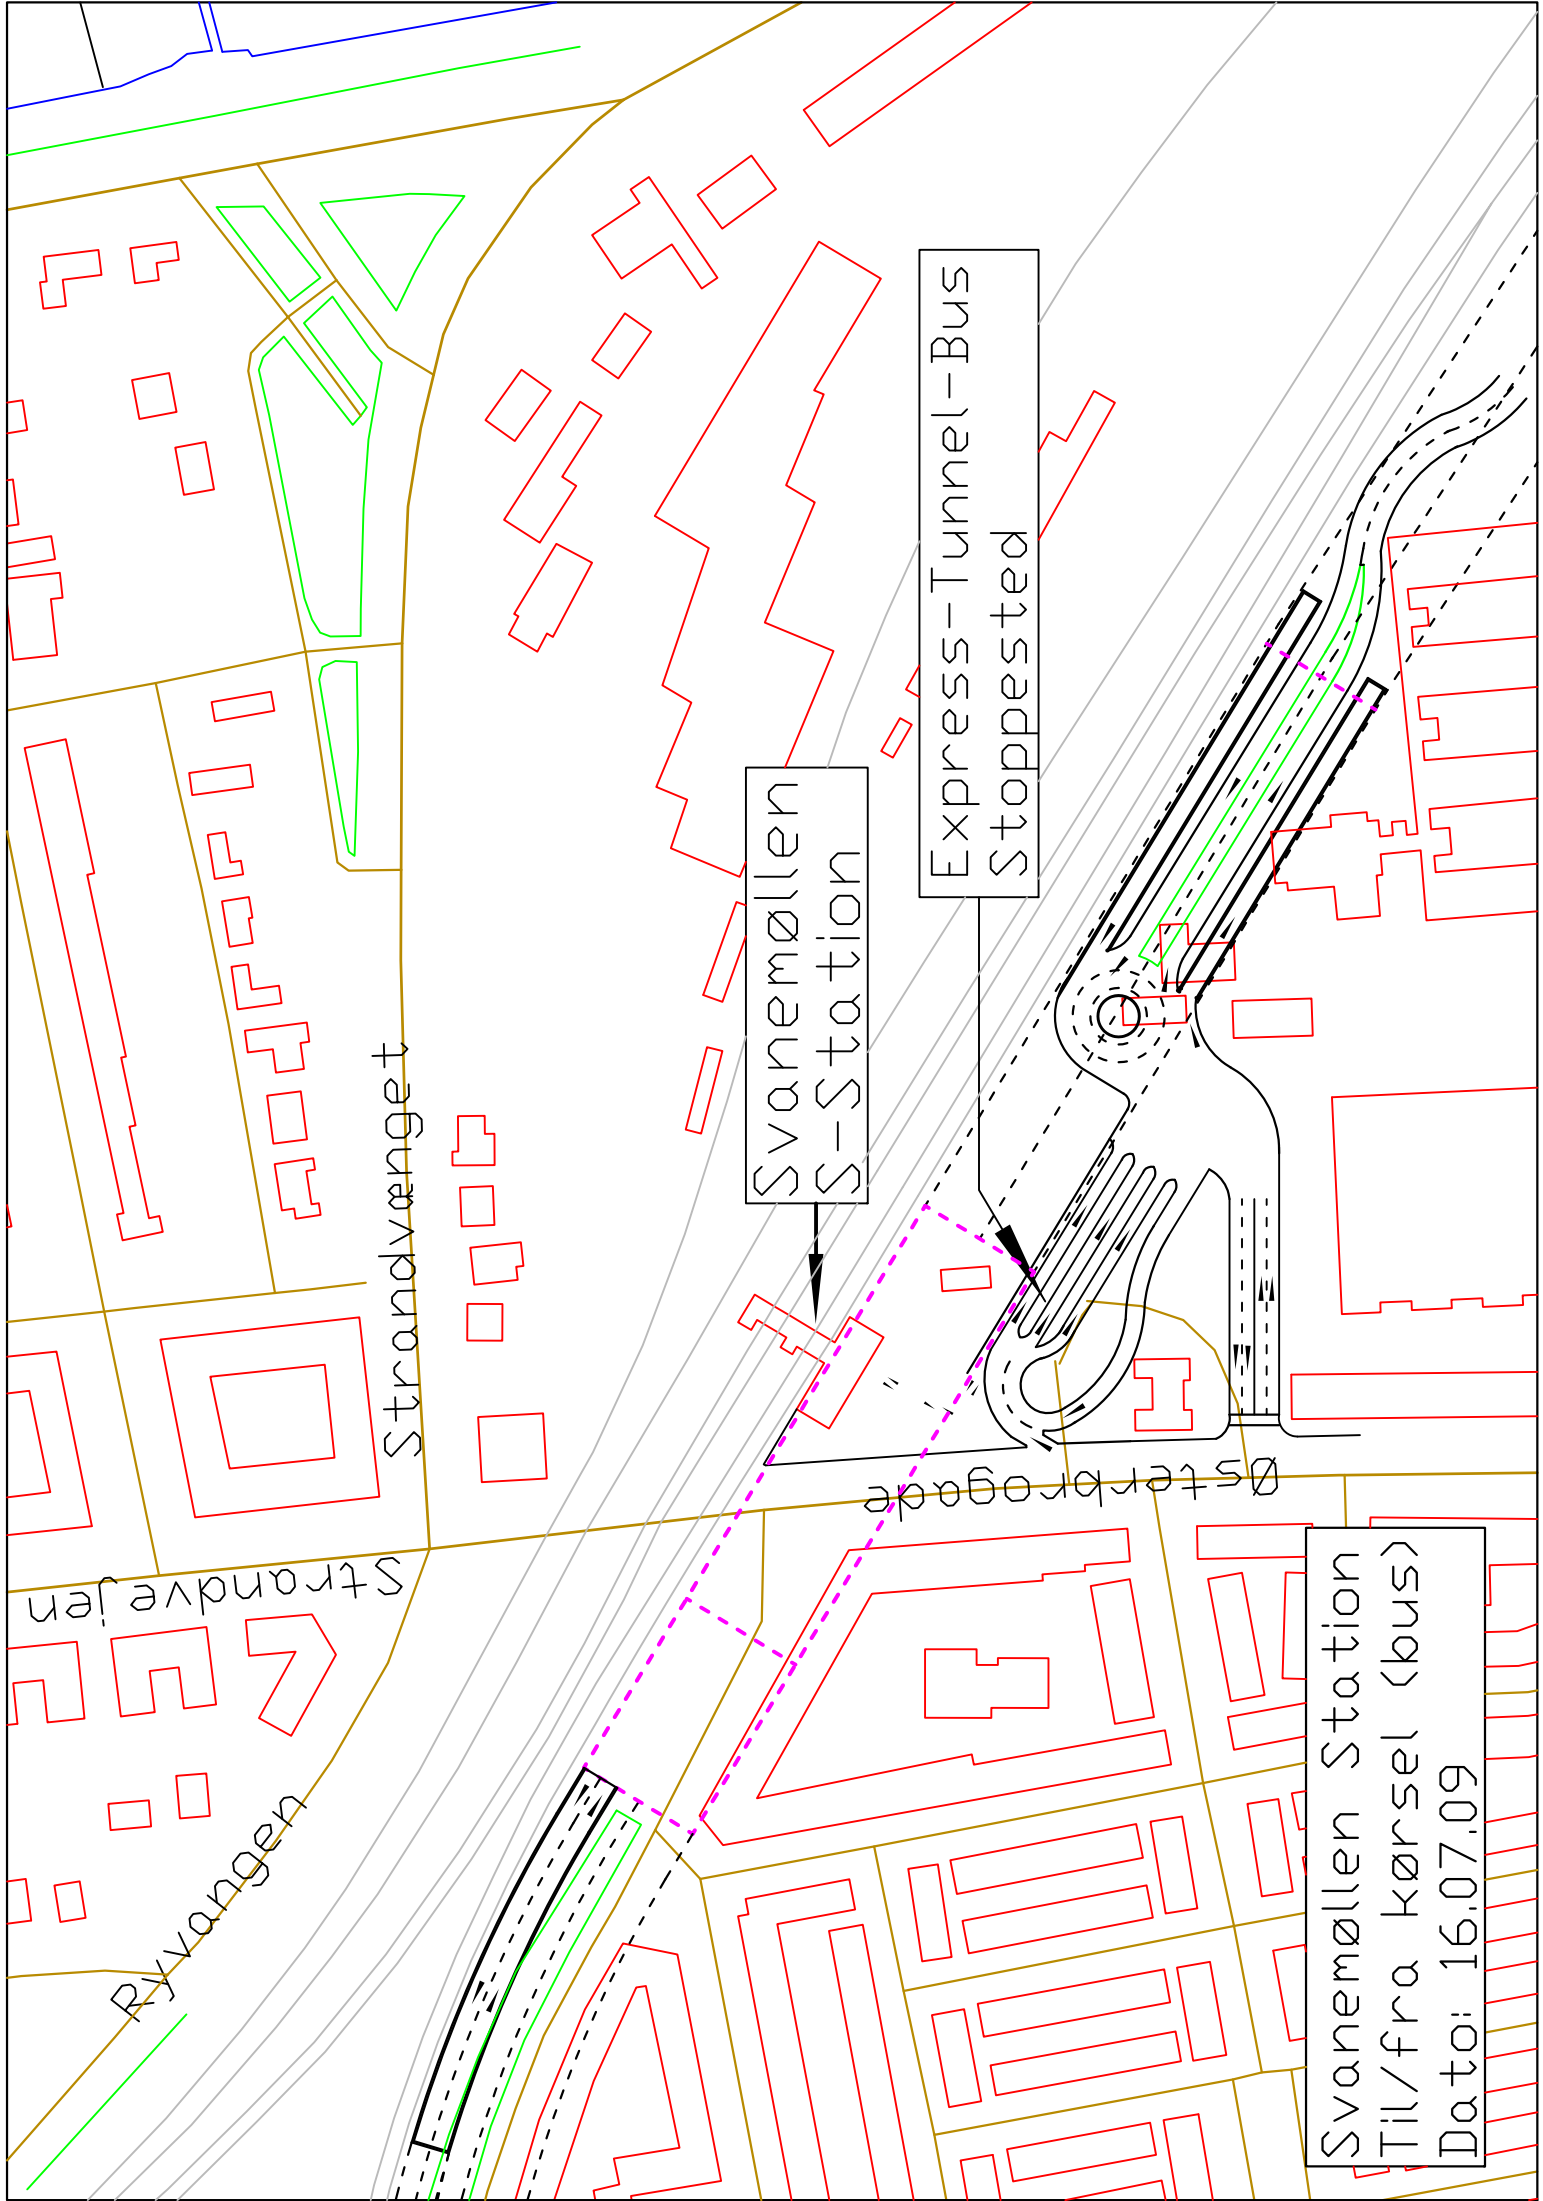 Strandvejen
Ryvangen
Strandvænget
Østerbrogade
Svanemøllen
S-Station
Express-Tunnel-Bus
Stoppested
Svanemøllen Station
Til/fra kørsel (bus)
Dato: 16.07.09